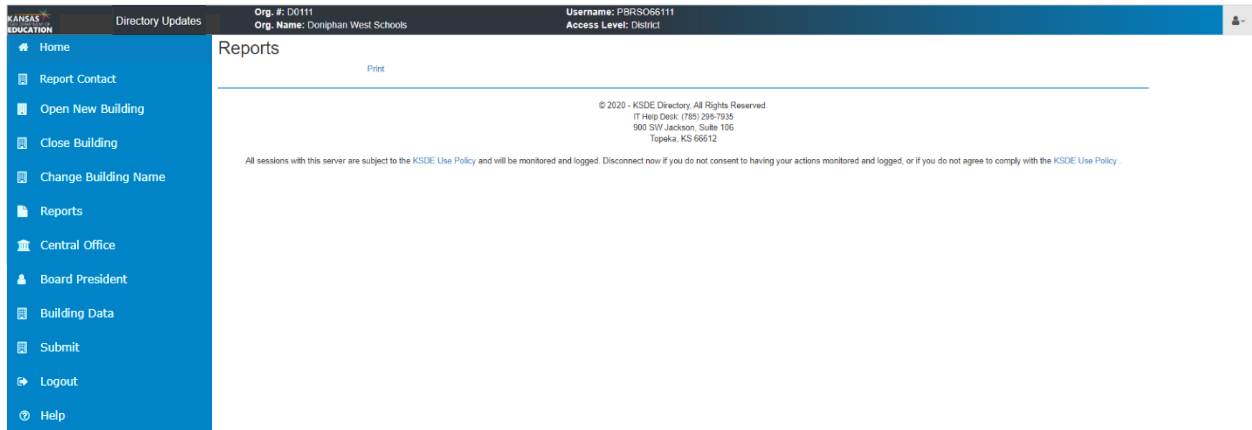 KANSAS
EDUCATION
Directory Updates
Org. #: D0111
Org. Name: Doniphan West Schools
Username: PBRSO66111
Access Level: District
Home
Report Contact
Open New Building
Close Building
Change Building Name
Reports
Central Office
Board President
Building Data
Submit
Logout
Help
Reports
Print
© 2020 - KSDE Directory, All Rights Reserved.
IT Help Desk: (785) 296-7935
900 SW Jackson, Suite 106
Topeka, KS 66612
All sessions with this server are subject to the KSDE Use Policy and will be monitored and logged. Disconnect now if you do not consent to having your actions monitored and logged, or if you do not agree to comply with the KSDE Use Policy .